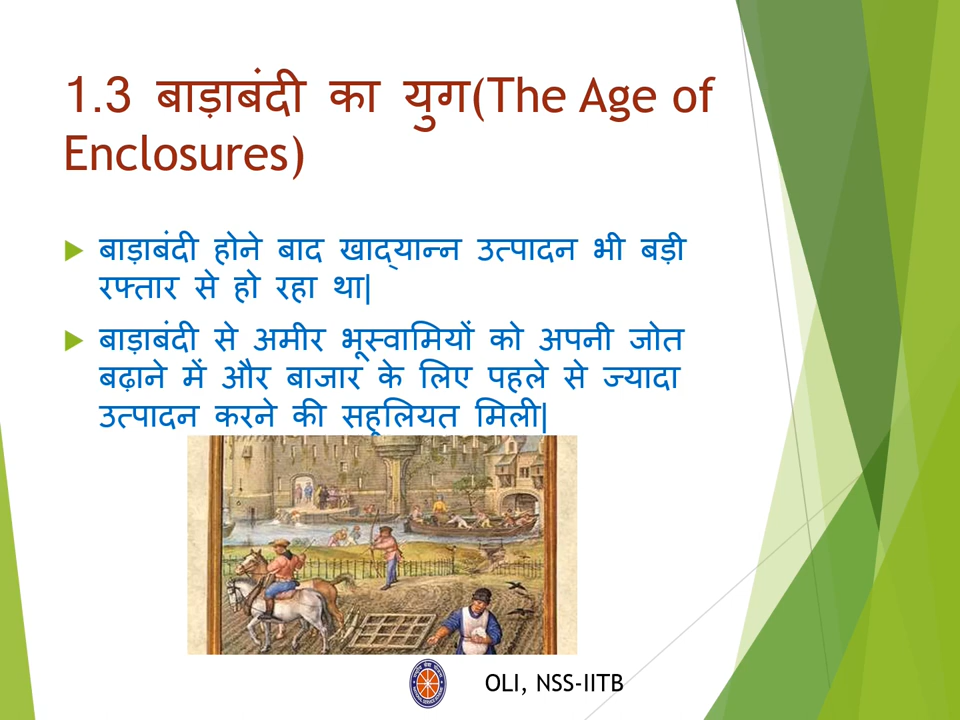 1.3 बाड़ाबंदी का युग(The Age of
Enclosures)
बाड़ाबंदी होने बाद खाद्यान्न उत्पादन भी बड़ी
रफ्तार से हो रहा था|
बाड़ाबंदी से अमीर भूस्वामियों को अपनी जोत
बढ़ाने में और बाजार के लिए पहले से ज्यादा
उत्पादन करने की सहूलियत मिली|
OLI, NSS-IITB